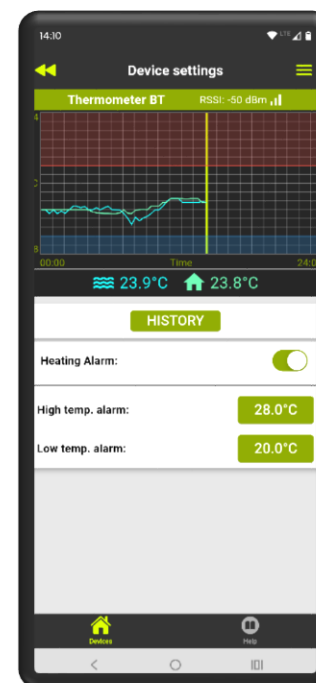 14:10 LTE
Device settings
Thermometer BT RSSI: -50 dBm
4
2
8
00:00 Time 24:0
23.9°C 23.8°C
HISTORY
Heating Alarm:
High temp. alarm: 28.0°C
Low temp. alarm: 20.0°C
Devices Help